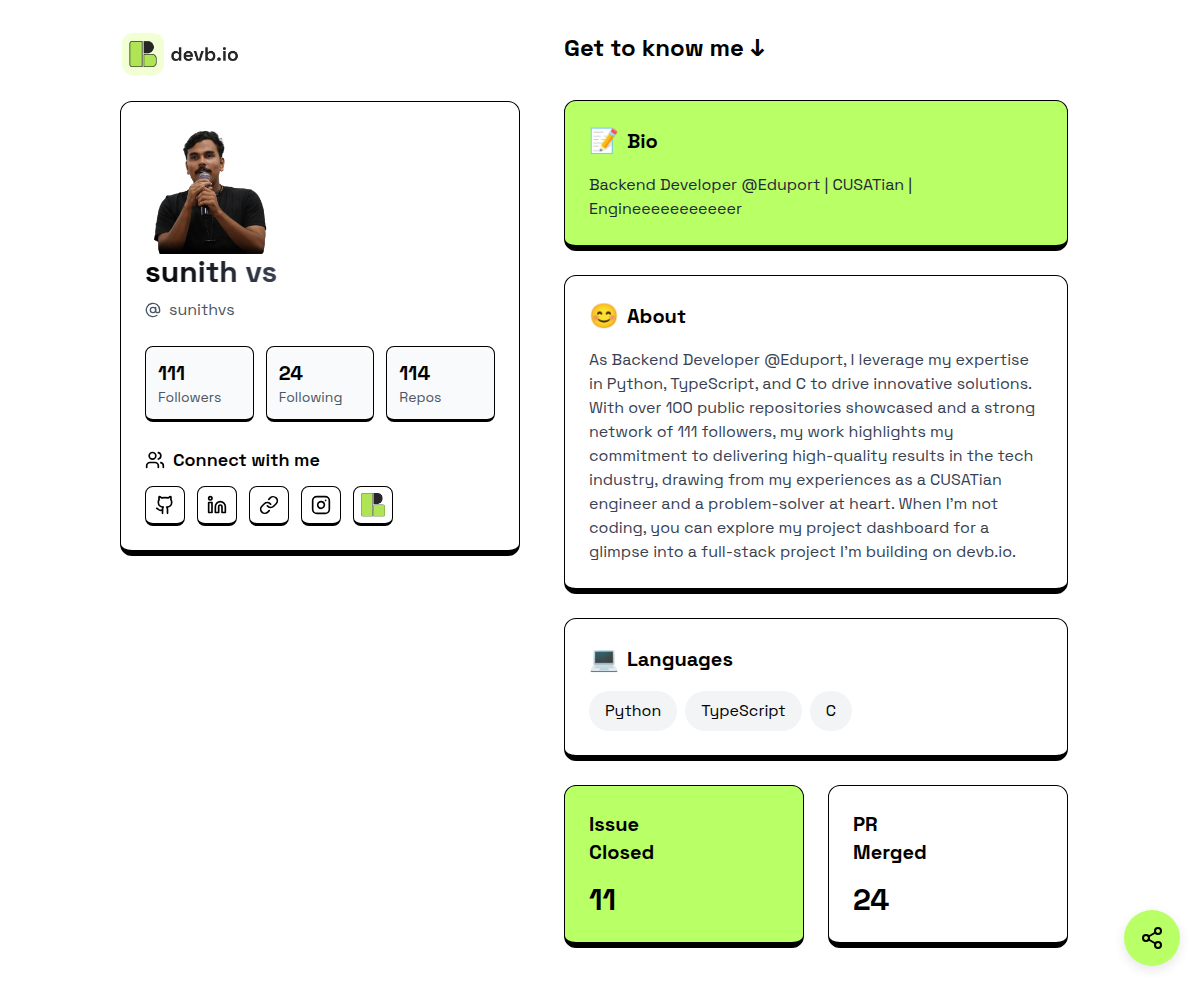 devb.io
sunith vs
@ sunithvs
111
Followers
24
Following
114
Repos
Connect with me
Get to know me ↓
Bio
Backend Developer @Eduport | CUSATian |
Engineeeeeeeeeeer
About
As Backend Developer @Eduport, I leverage my expertise
in Python, TypeScript, and C to drive innovative solutions.
With over 100 public repositories showcased and a strong
network of 111 followers, my work highlights my
commitment to delivering high-quality results in the tech
industry, drawing from my experiences as a CUSATian
engineer and a problem-solver at heart. When I'm not
coding, you can explore my project dashboard for a
glimpse into a full-stack project I'm building on devb.io.
Languages
Python
TypeScript
C
Issue
Closed
11
PR
Merged
24